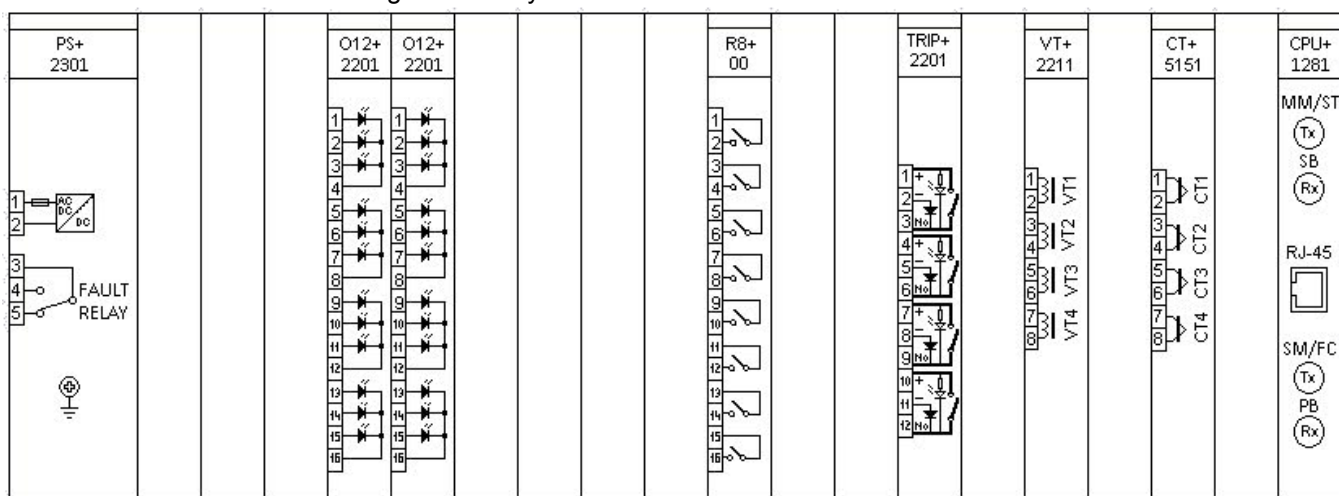 PS+
2301
O12+
2201
O12+
2201
R8+
00
TRIP+
2201
VT+
2211
CT+
5151
CPU+
1281
1
2
AC
DC
DC
3
4
5
FAULT
RELAY
1
2
3
4
5
6
7
8
9
10
11
12
13
14
15
16
1
2
3
4
5
6
7
8
9
10
11
12
13
14
15
16
1
2
3
4
5
6
7
8
9
10
11
12
13
14
15
16
1 +
2 -
3 No
4 +
5 -
6 No
7 +
8 -
9 No
10 +
11 -
12 No
1
2
VT1
3
4
VT2
5
6
VT3
7
8
VT4
1
2
CT1
3
4
CT2
5
6
CT3
7
8
CT4
MM/ST
Tx
SB
Rx
RJ-45
SM/FC
Tx
PB
Rx